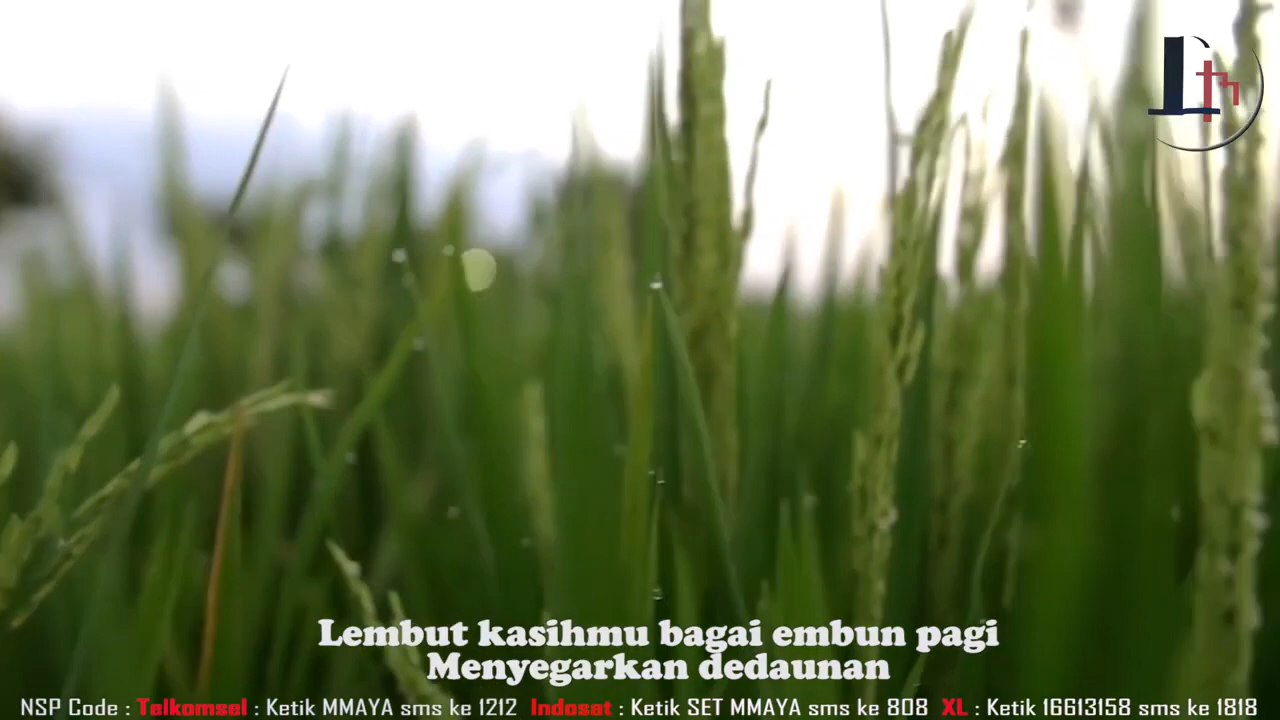 Lembut kasihmu bagai embun pagi
Menyegarkan dedaunan
NSP Code : Telkomsel : Ketik MMAYA sms ke 1212 Indosat : Ketik SET MMAYA sms ke 808 XL : Ketik 16613158 sms ke 1818